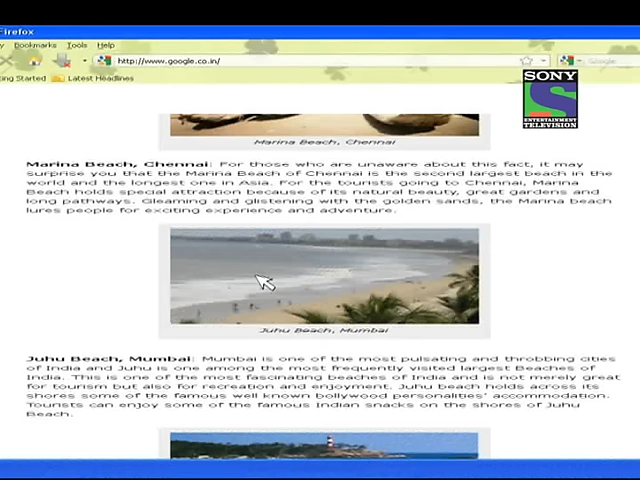 Firefox
Bookmarks Tools Help
http://www.google.co.in/
Google
Started Latest Headlines
SONY
ENTERTAINMENT
TELEVISION
Marina Beach, Chennai
Marina Beach, Chennai: For those who are unaware about this fact, it may
surprise you that the Marina Beach of Chennai is the second largest beach in the
world and the longest one in Asia. For the tourists going to Chennai, Marina
Beach holds special attraction because of its natural beauty, great gardens and
long pathways. Gleaming and glistening with the golden sands, the Marina beach
lures people for exciting experience and adventure.
Juhu Beach, Mumbai
Juhu Beach, Mumbai: Mumbai is one of the most pulsating and throbbing cities
of India and Juhu is one among the most frequently visited largest Beaches of
India. This is one of the most fascinating beaches of India and is not merely great
for tourism but also for recreation and enjoyment. Juhu beach holds across its
shores some of the famous well known bollywood personalities' accommodation.
Tourists can enjoy some of the famous Indian snacks on the shores of Juhu
Beach.